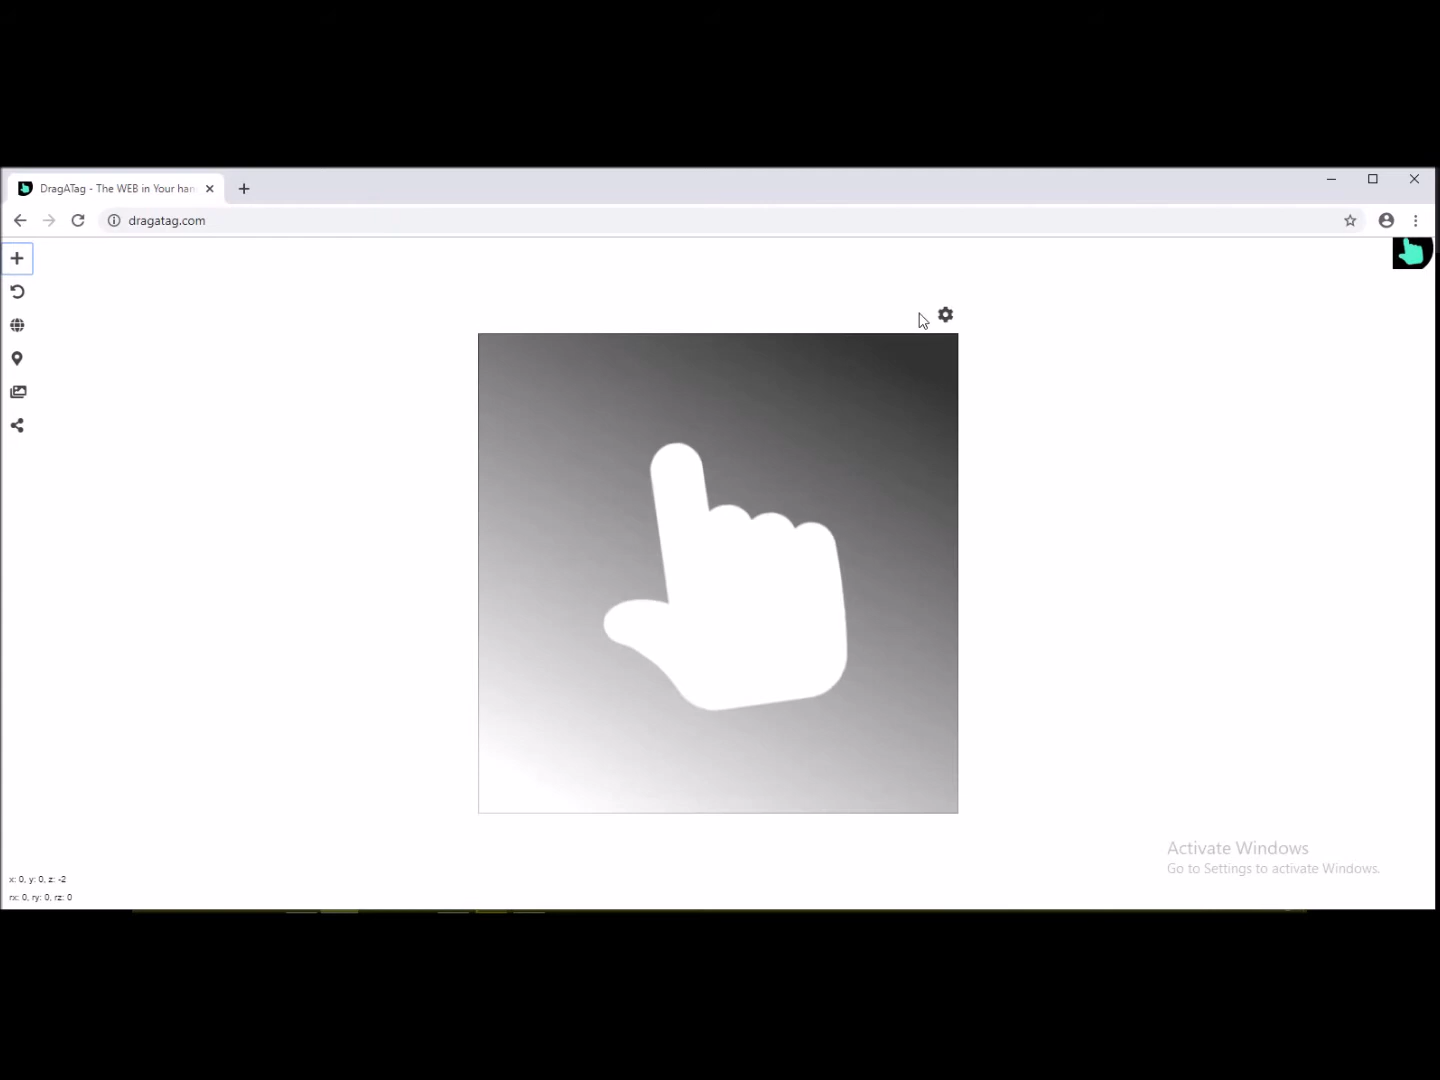 DragATag - The WEB in Your han
dragatag.com
x: 0, y: 0, z: -2
rx: 0, ry: 0, rz: 0
Activate Windows
Go to Settings to activate Windows.